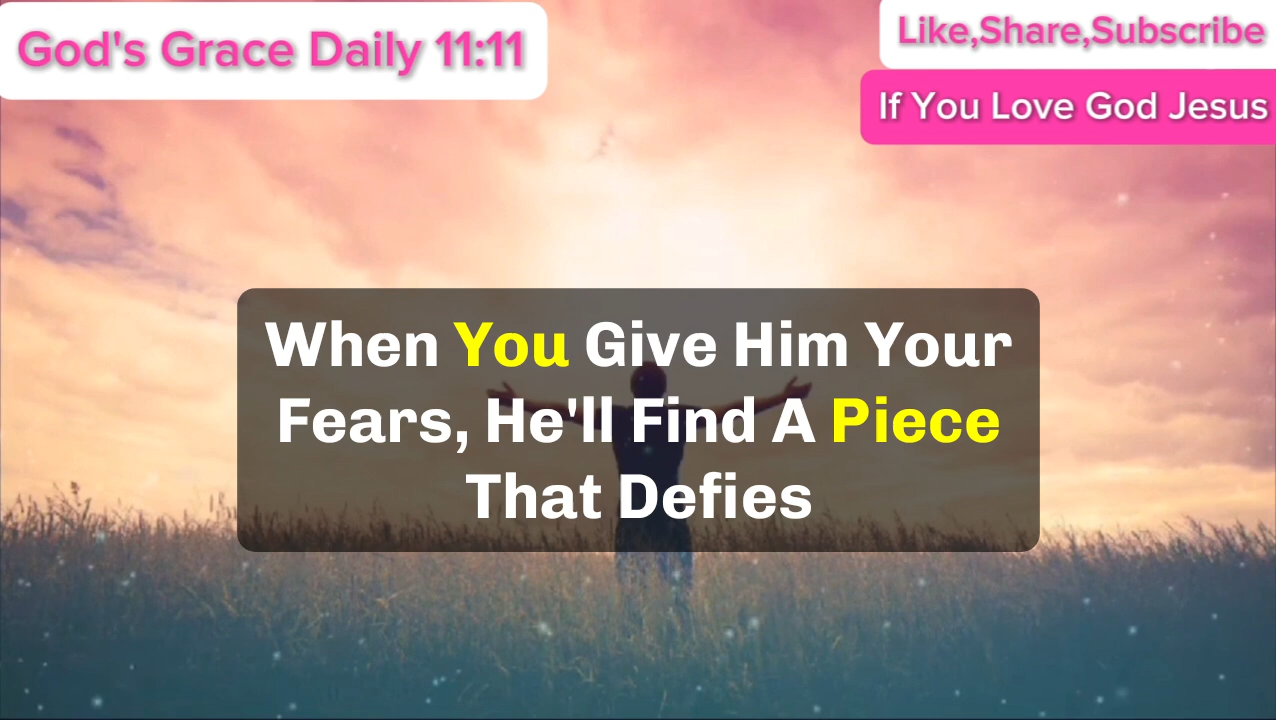 God's Grace Daily 11:11
Like,Share,Subscribe
If You Love God Jesus
When You Give Him Your
Fears, He'll Find A Piece
That Defies